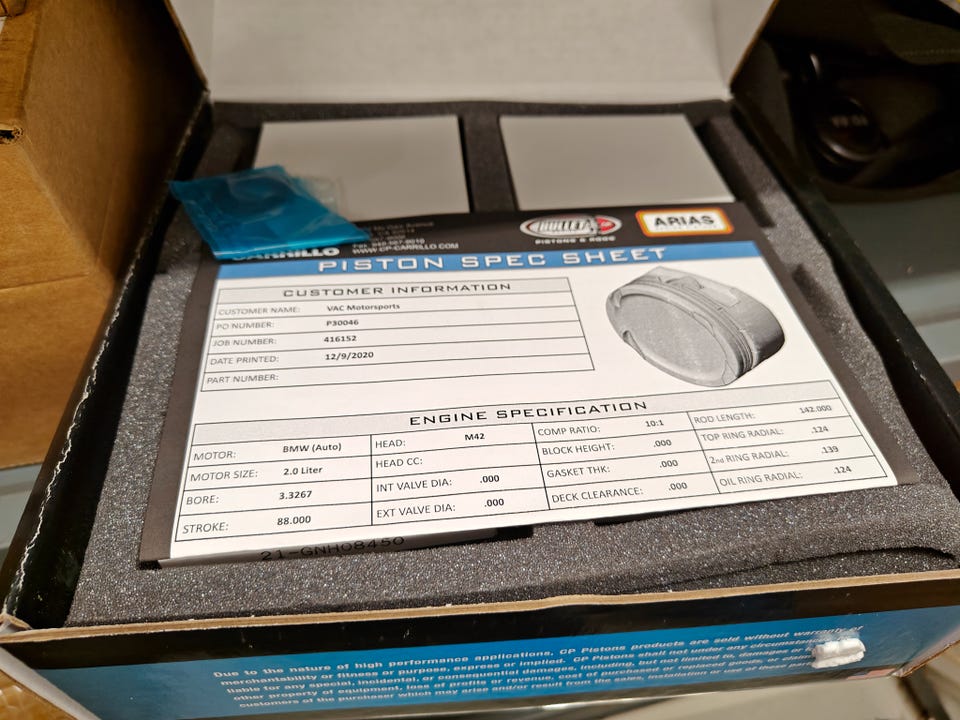 BULLET CP
PISTONS & RODS
ARIAS
PISTONS
CARRILLO
WWW.CP-CARRILLO.COM
PISTON SPEC SHEET
CUSTOMER INFORMATION
CUSTOMER NAME: VAC Motorsports
PO NUMBER: P30046
JOB NUMBER: 416152
DATE PRINTED: 12/9/2020
PART NUMBER:
ENGINE SPECIFICATION
MOTOR: BMW (Auto) HEAD: M42 COMP RATIO: 10:1 ROD LENGTH: 142.000
MOTOR SIZE: 2.0 Liter HEAD CC: BLOCK HEIGHT: .000 TOP RING RADIAL: .124
BORE: 3.3267 INT VALVE DIA: .000 GASKET THK: .000 2nd RING RADIAL: .139
STROKE: 88.000 EXT VALVE DIA: .000 DECK CLEARANCE: .000 OIL RING RADIAL: .124
21-GNH08450
Due to the nature of high performance applications, CP Pistons products are sold without warranty of
merchantability or fitness or purpose, express or implied. CP Pistons shall not under any circumstances
liable for any special, incidental, or consequential damages, including, but not limited to, damages or
other property of equipment, loss of profits or revenue, cost of purchased or replaced goods, or
customers of the purchaser which may arise and/or result from the sales, installation or use of these